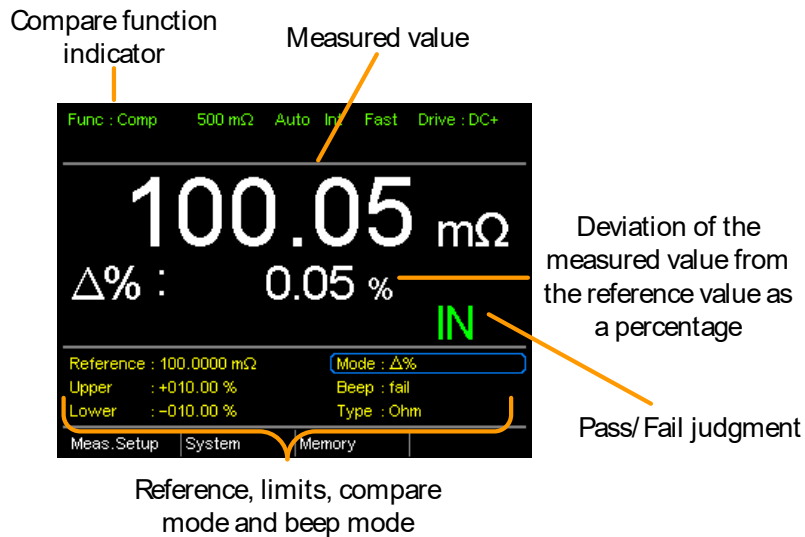 Compare function
indicator
Measured value
Func : Comp 500 mΩ Auto Int Fast Drive : DC+
100.05 mΩ
Δ% : 0.05 %
IN
Deviation of the
measured value from
the reference value as
a percentage
Reference : 100.0000 mΩ Mode : Δ%
Upper : +010.00 % Beep : fail
Lower : −010.00 % Type : Ohm
Meas.Setup System Memory
Pass/Fail judgment
Reference, limits, compare
mode and beep mode